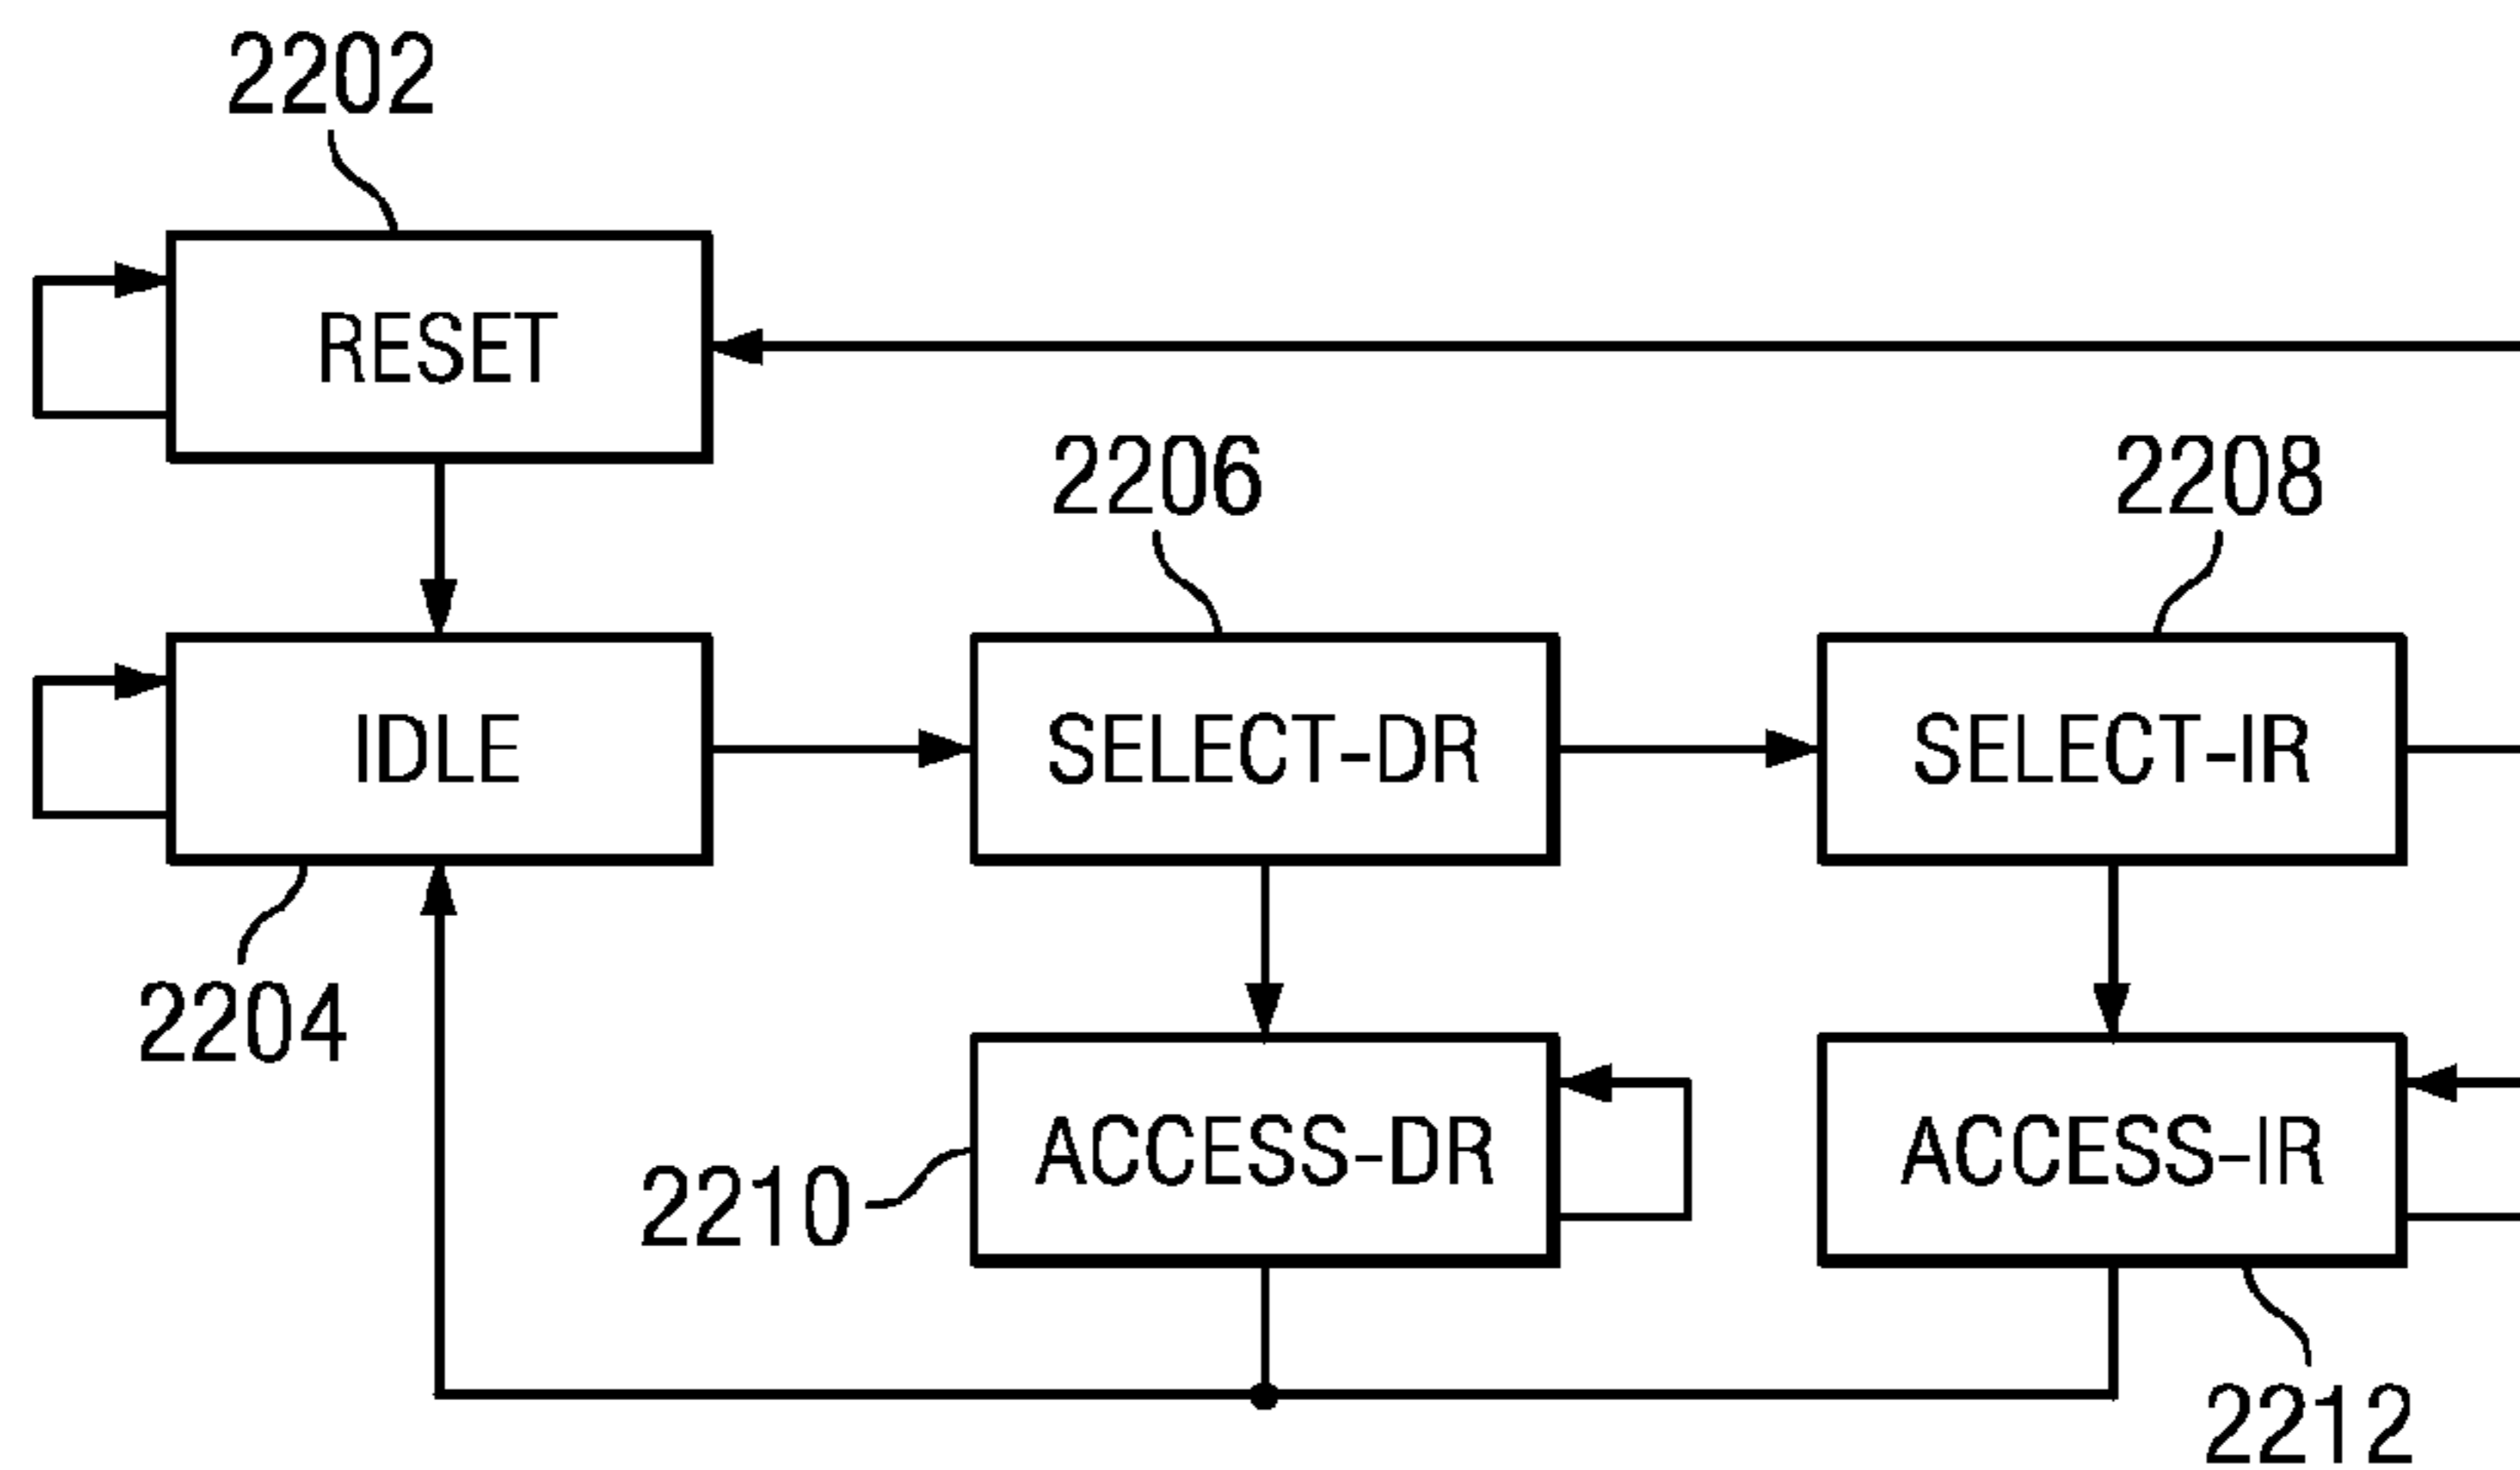 2202
RESET
2206
2208
IDLE
SELECT-DR
SELECT-IR
2204
ACCESS-DR
ACCESS-IR
2210
2212